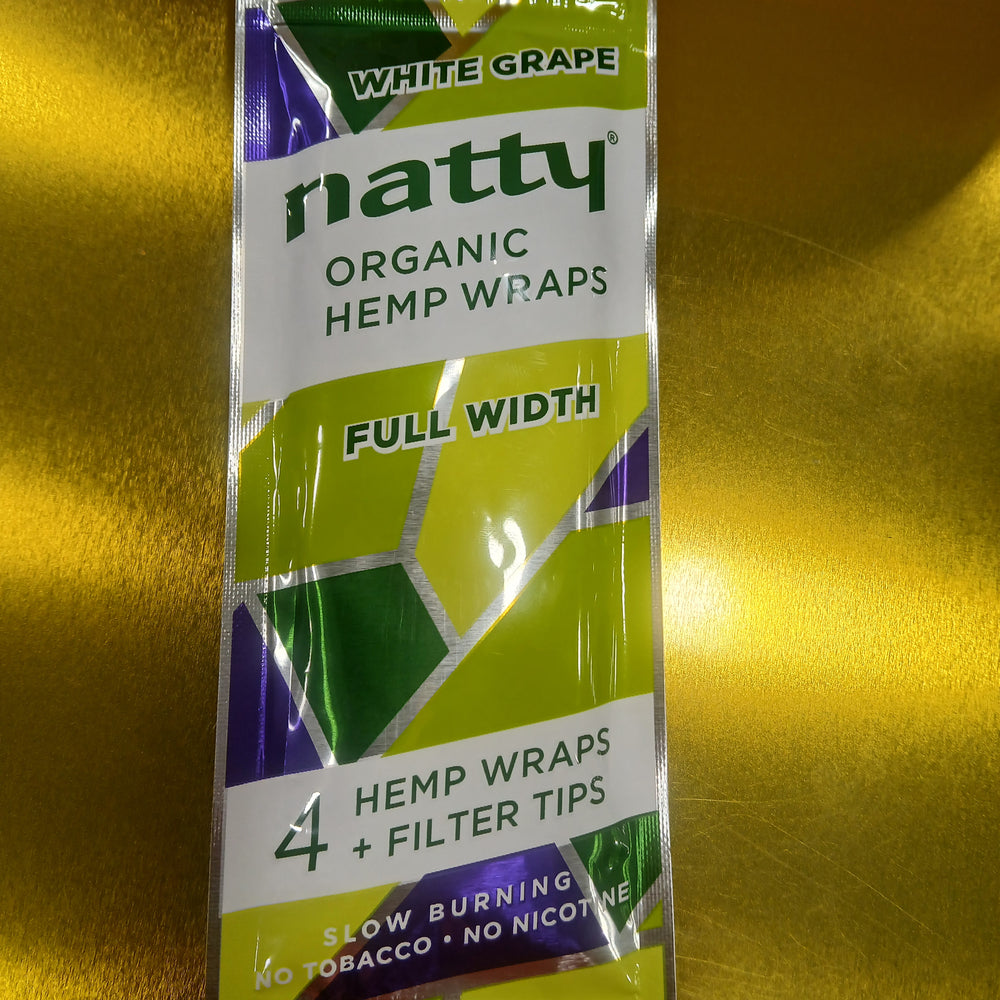 WHITE GRAPE
natty®
ORGANIC
HEMP WRAPS
FULL WIDTH
4 HEMP WRAPS
+ FILTER TIPS
SLOW BURNING
NO TOBACCO • NO NICOTINE